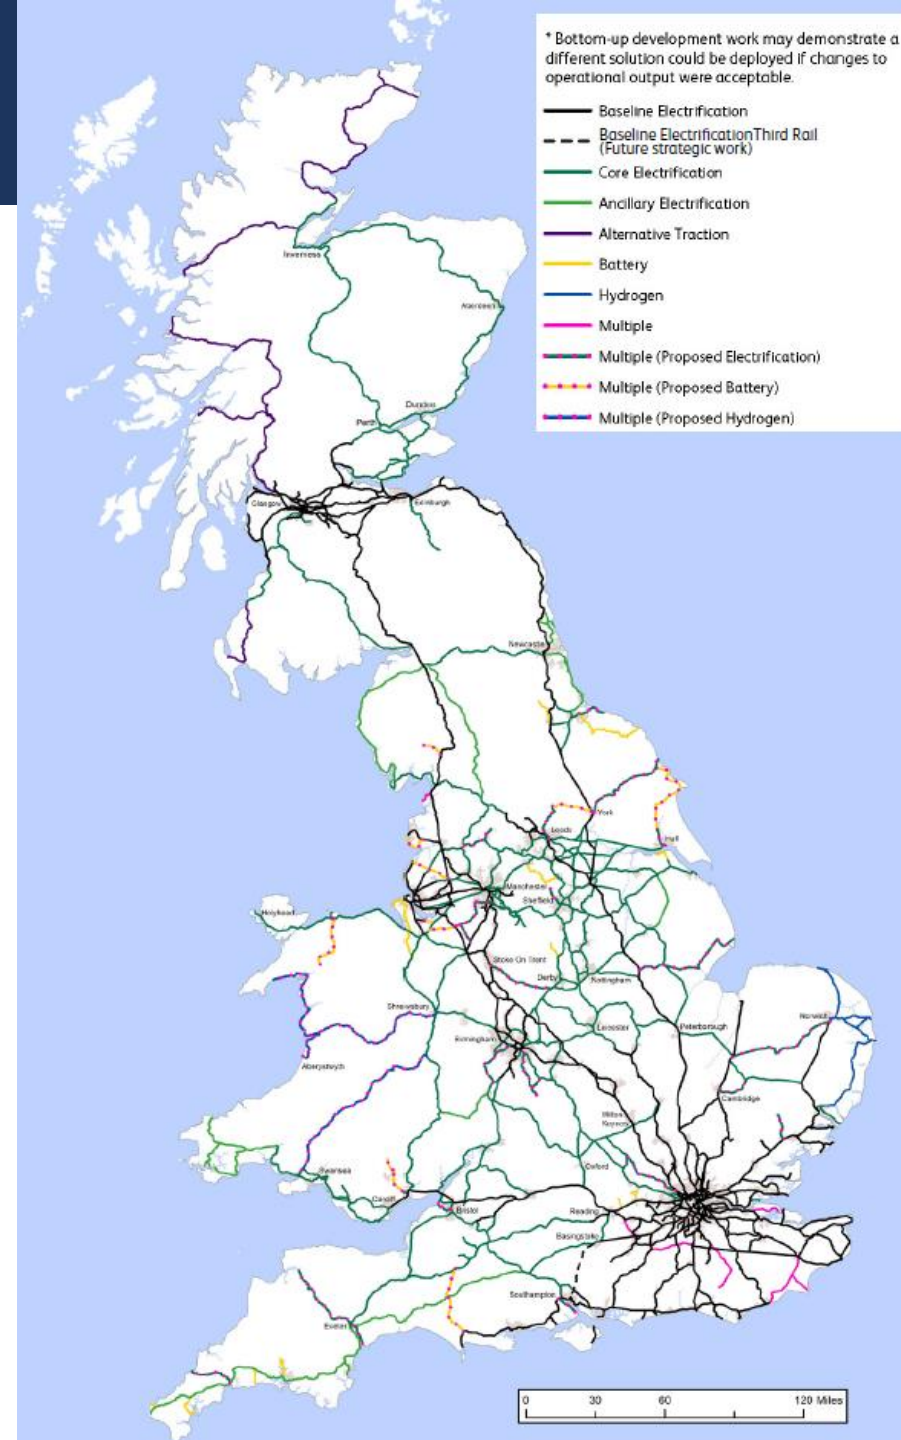 * Bottom-up development work may demonstrate a
different solution could be deployed if changes to
operational output were acceptable.
Baseline Electrification
Baseline ElectrificationThird Rail
(Future strategic work)
Core Electrification
Ancillary Electrification
Alternative Traction
Battery
Hydrogen
Multiple
Multiple (Proposed Electrification)
Multiple (Proposed Battery)
Multiple (Proposed Hydrogen)
Inverness
Aberdeen
Dundee
Perth
Glasgow
Edinburgh
Newcastle
York
Leeds
Hull
Manchester
Sheffield
Holyhead
Stoke On Trent
Derby
Nottingham
Shrewsbury
Norwich
Leicester
Peterborough
Birmingham
Aberystwyth
Cambridge
Milton
Keynes
Oxford
Swansea
Cardiff
Bristol
Reading
Basingstoke
Southampton
Exeter
0 30 60 120 Miles